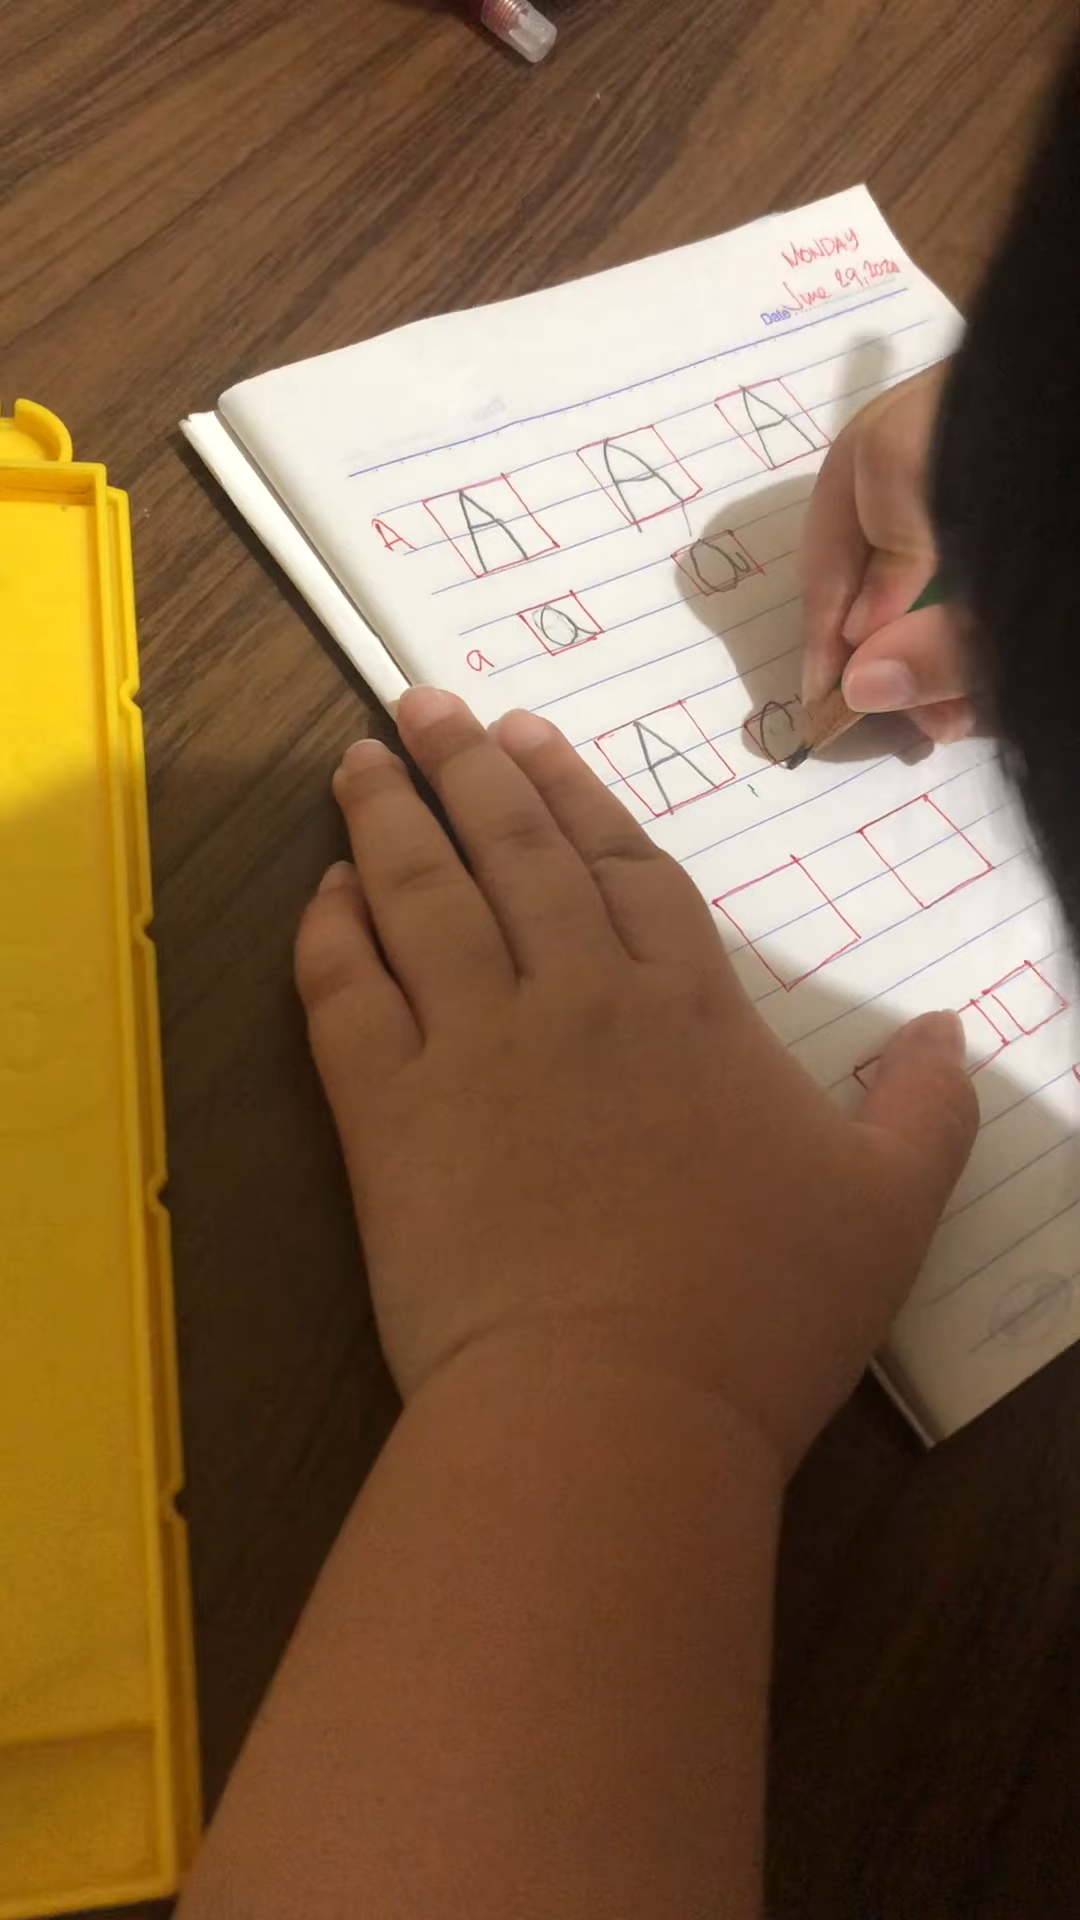 MONDAY
June 29, 2020
Date
A A A A
a a a
A a